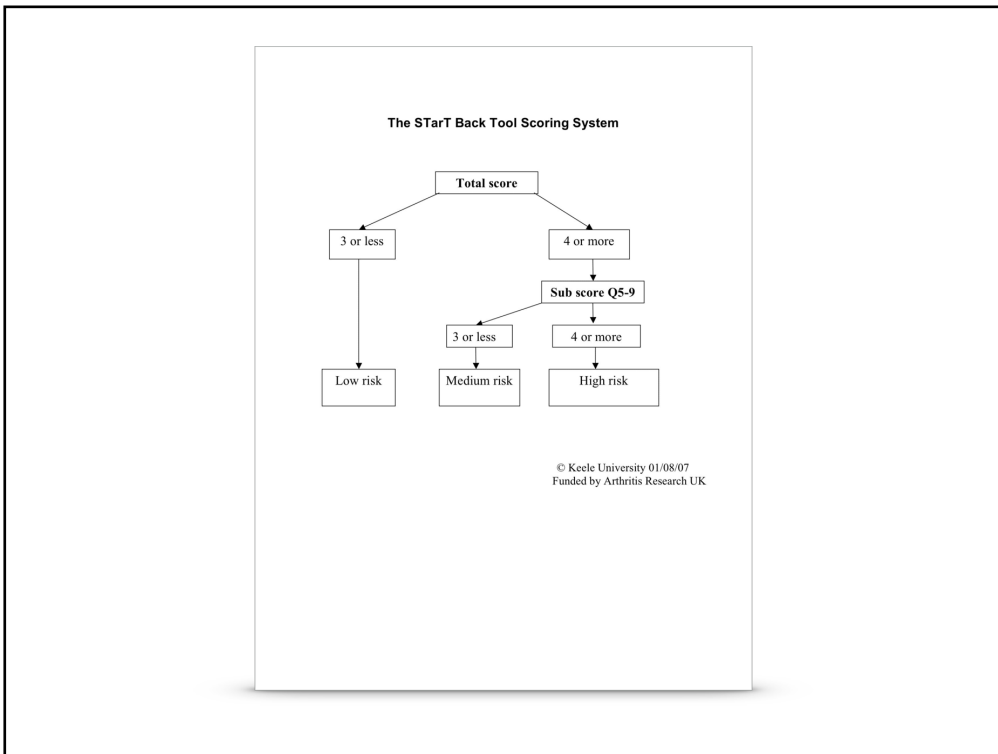 The STarT Back Tool Scoring System
Total score
3 or less
4 or more
Sub score Q5-9
3 or less
4 or more
Low risk
Medium risk
High risk
© Keele University 01/08/07
Funded by Arthritis Research UK